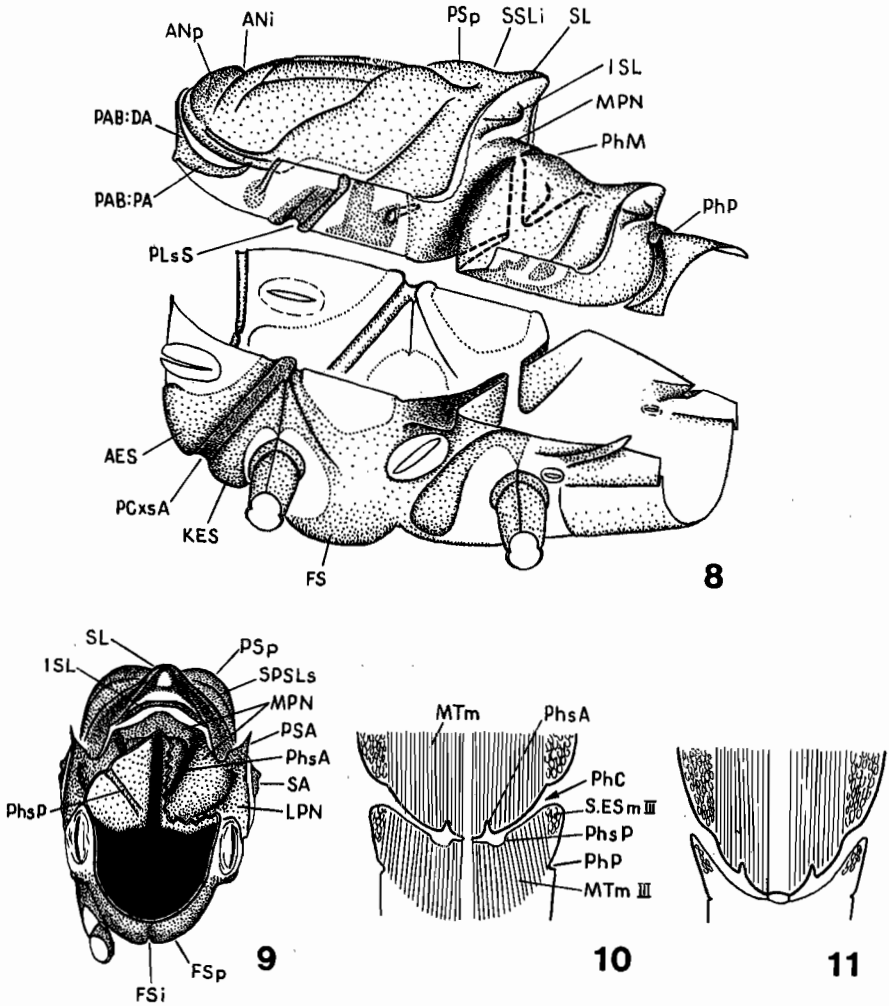 ANp
ANi
PSp
SSLi
SL
ISL
MPN
PhM
PhP
PAB:DA
PAB:PA
PLsS
AES
PCxsA
KES
FS
8
SL
ISL
PSp
SPSLs
MPN
PSA
PhsA
SA
LPN
PhsP
FSp
FSi
9
MTm
PhsA
PhC
S.ESm III
PhsP
PhP
MTm III
10
11